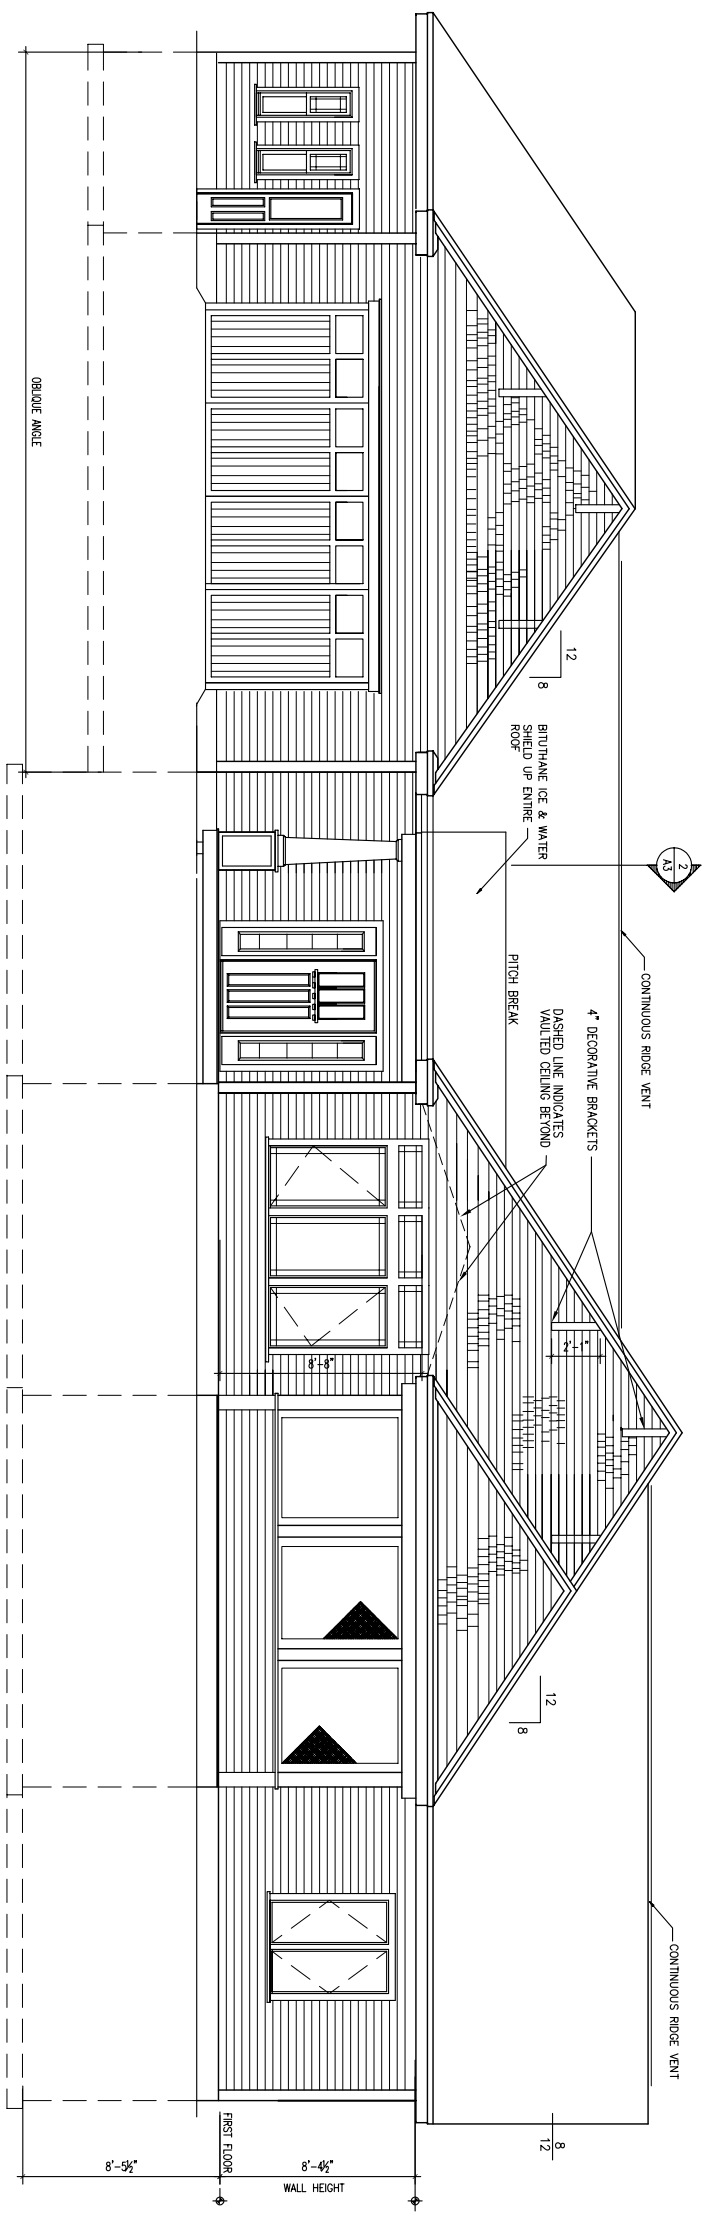 OBLIQUE ANGLE
12
8
BITUTHANE ICE & WATER
SHIELD UP ENTIRE
ROOF
2
A3
CONTINUOUS RIDGE VENT
PITCH BREAK
4" DECORATIVE BRACKETS
DASHED LINE INDICATES
VAULTED CEILING BEYOND
2'-1"
8'-8"
12
8
CONTINUOUS RIDGE VENT
8
12
FIRST FLOOR
8'-5½"
8'-4½"
WALL HEIGHT